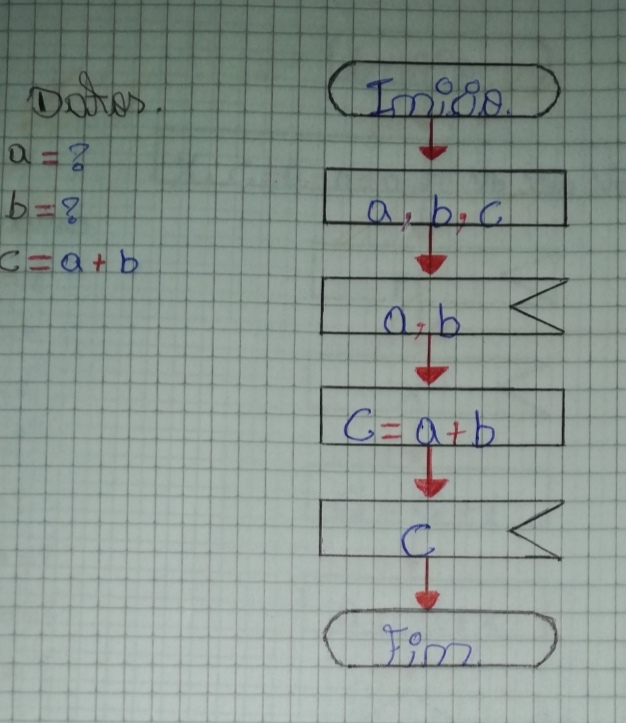 Datos.
a = ?
b = ?
c = a + b
Inicio.
a, b, c
a, b
C = a + b
C
Fin